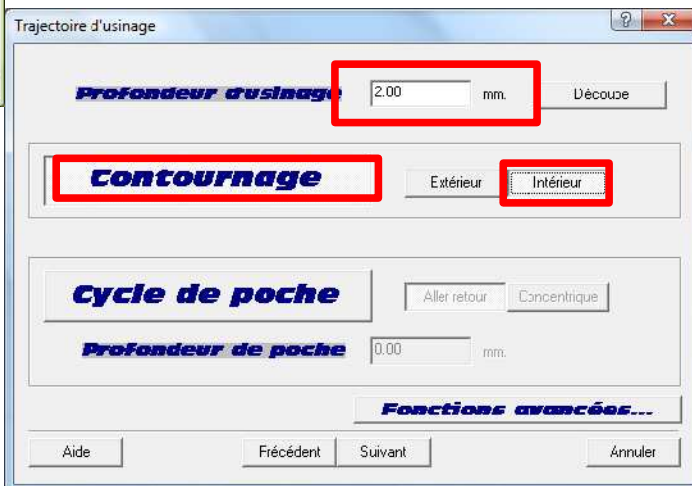 Trajectoire d'usinage
Profondeur d'usinage 2.00 mm. Découpe
Contournage Extérieur Intérieur
Cycle de poche Aller retour Concentrique
Profondeur de poche 0.00 mm.
Fonctions avancées...
Aide Précédent Suivant Annuler